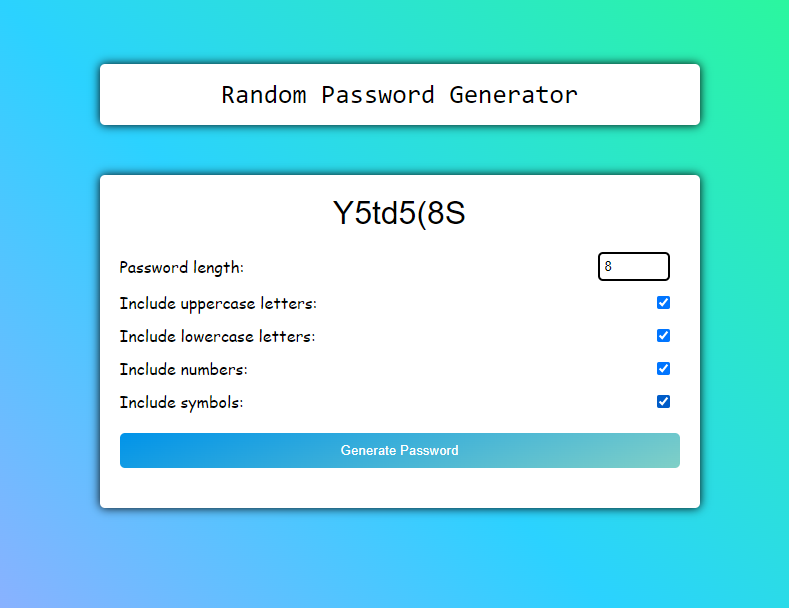 Random Password Generator
Y5td5(8S
Password length: 8
Include uppercase letters:
Include lowercase letters:
Include numbers:
Include symbols:
Generate Password